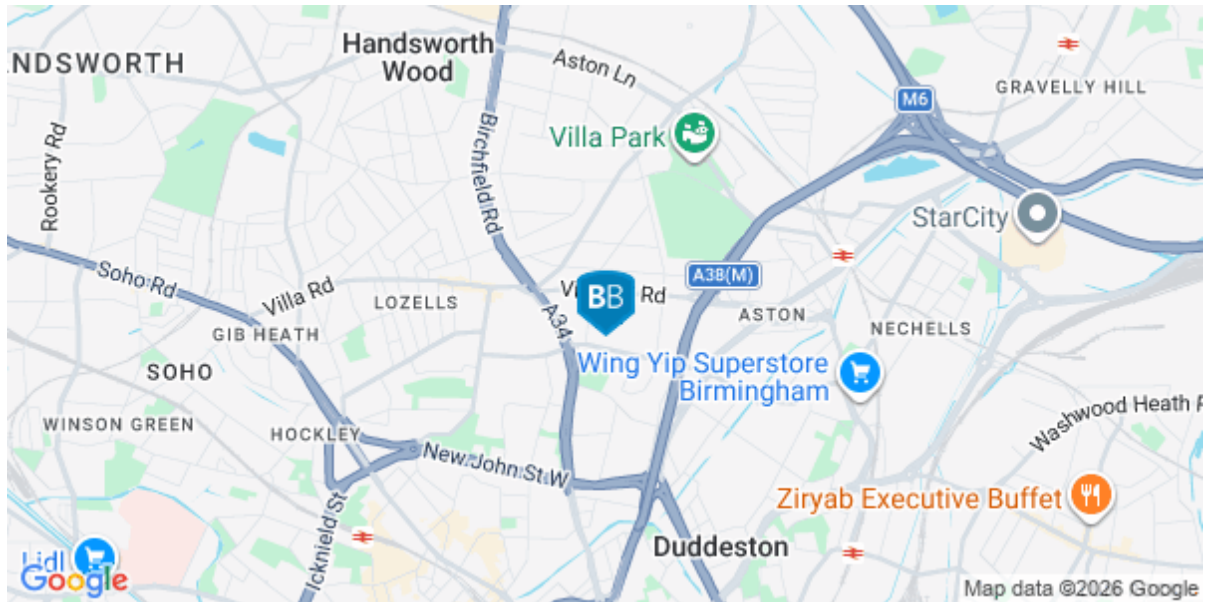 Handsworth
Wood
NDSWORTH
Aston Ln
M6
GRAVELLY HILL
Villa Park
Birchfield Rd
Rookery Rd
StarCity
Soho Rd
Villa Rd
LOZELLS
A34
BB
Rd
A38(M)
ASTON
NECHELLS
GIB HEATH
SOHO
Wing Yip Superstore
Birmingham
WINSON GREEN
HOCKLEY
New John St W
Washwood Heath
Icknield St
Ziryab Executive Buffet
Duddeston
Lidl
Google
Map data ©2026 Google